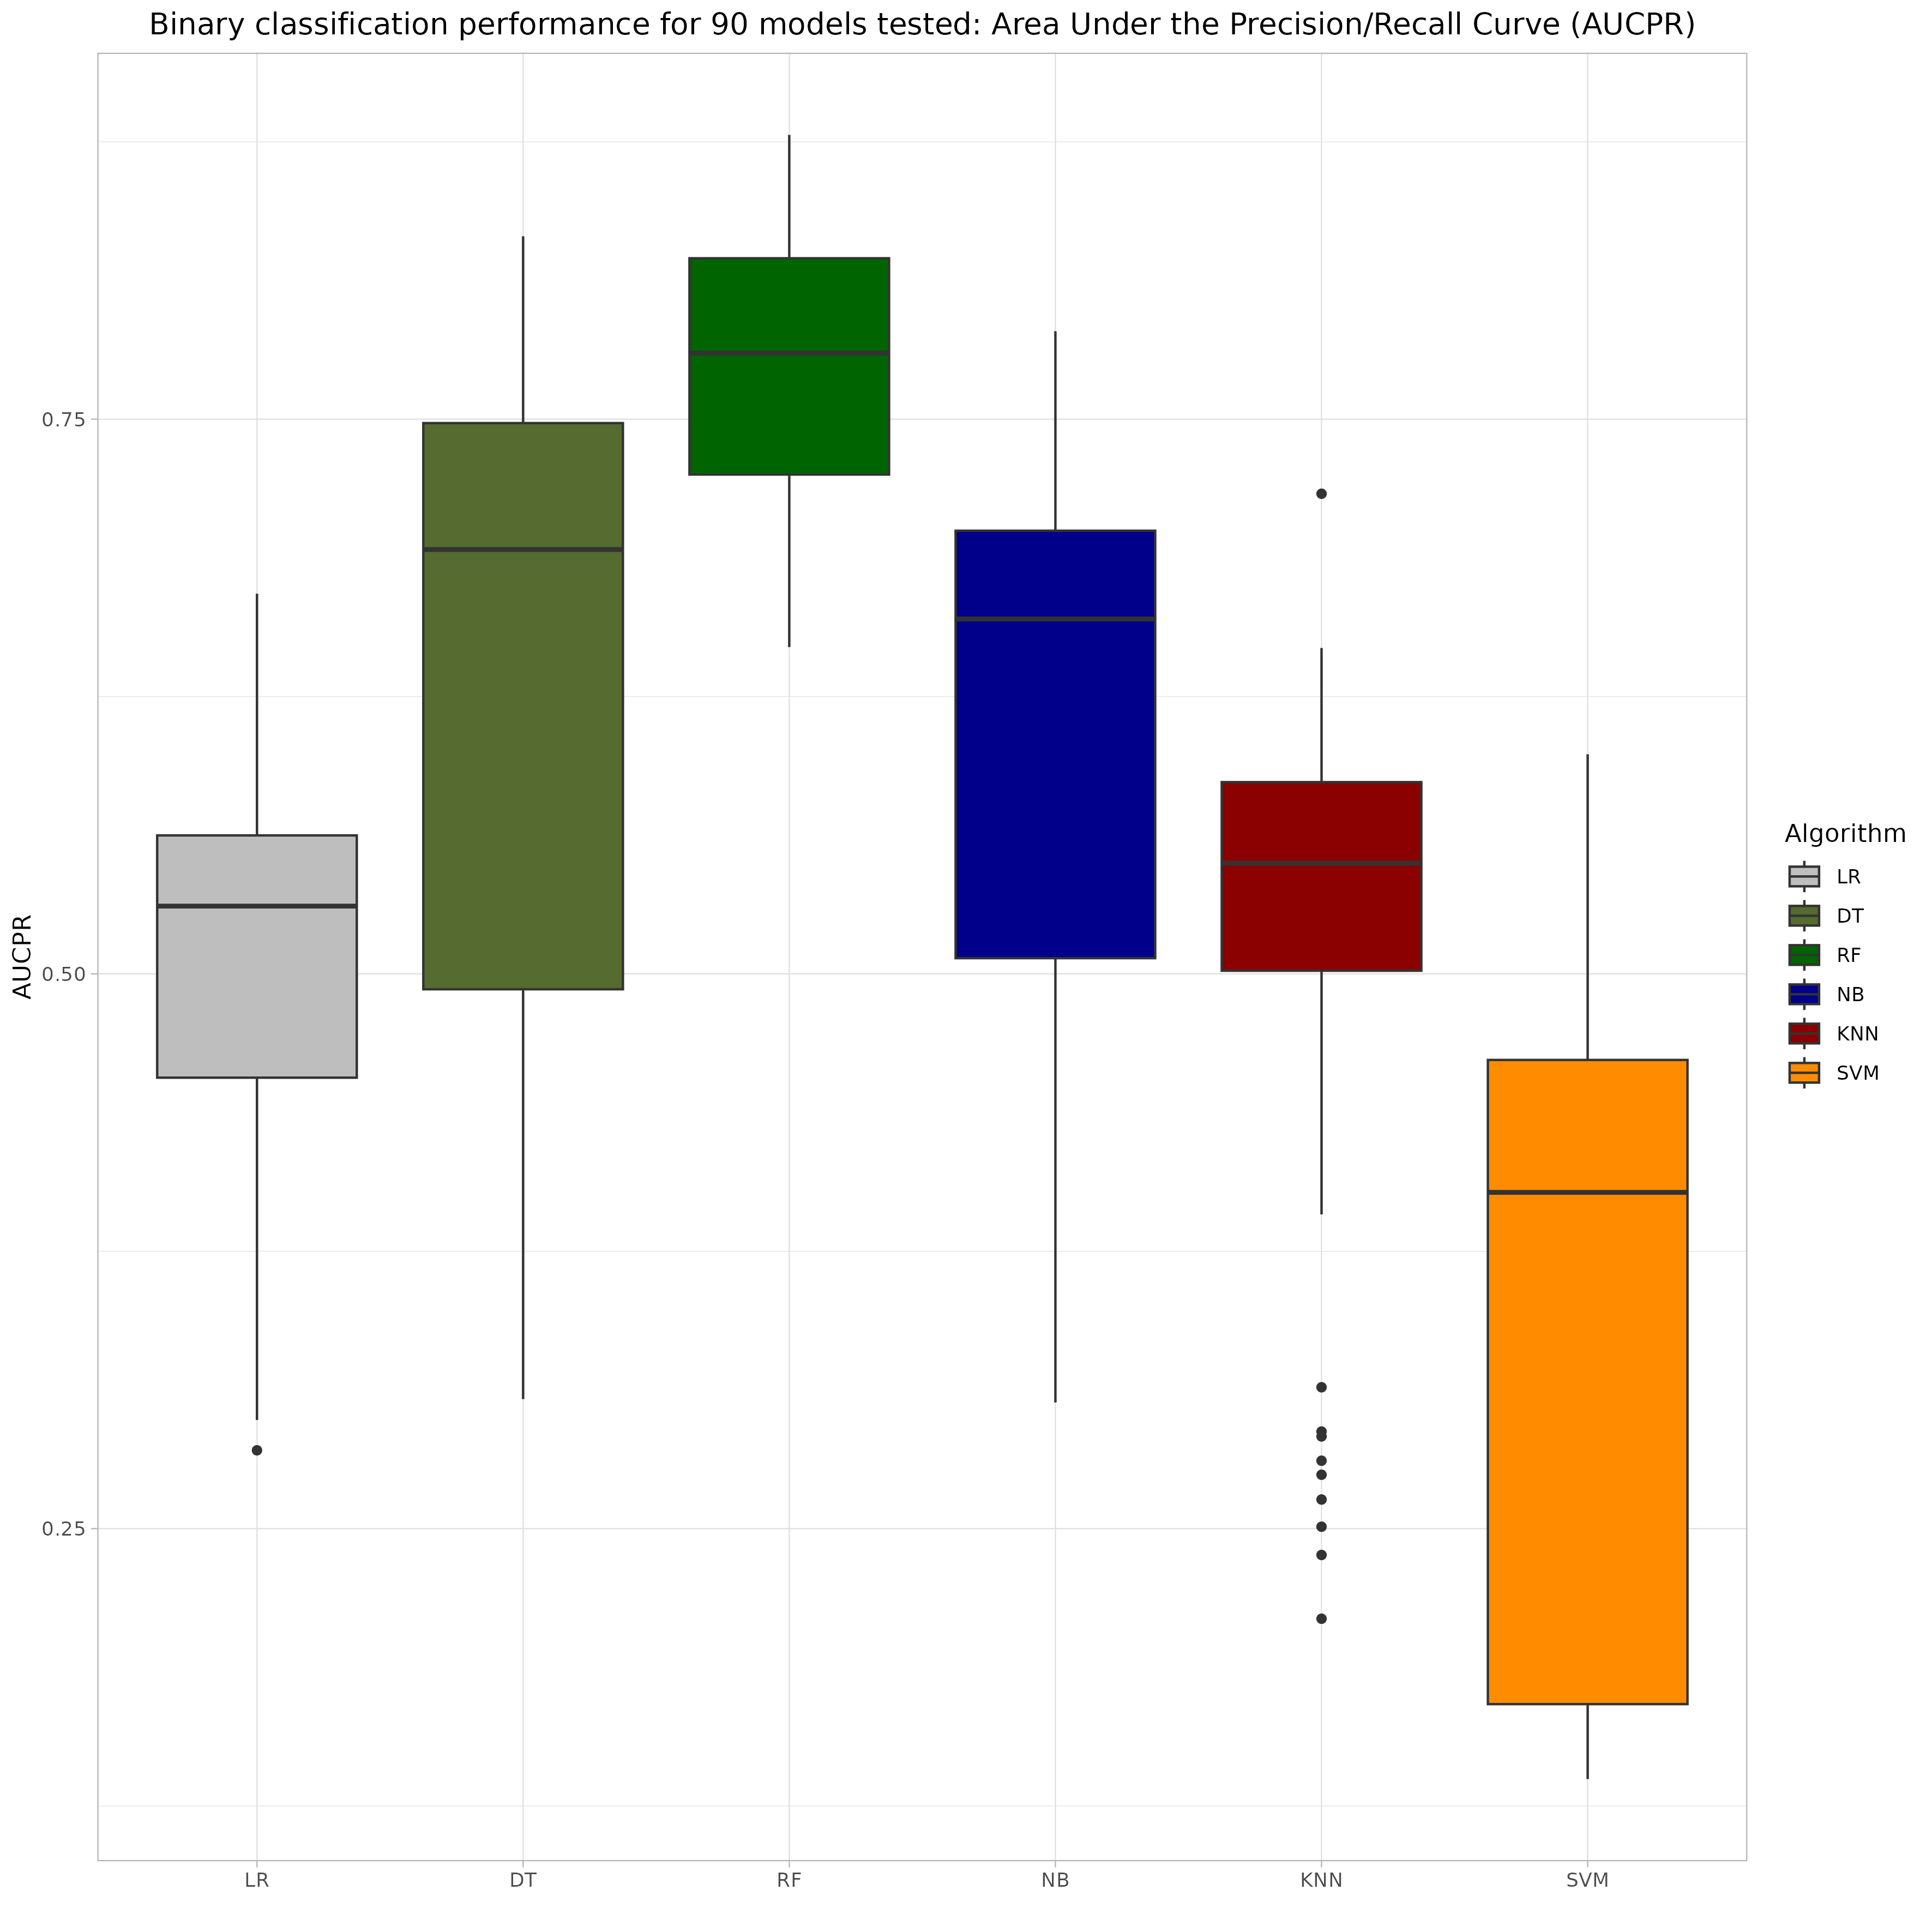 Binary classification performance for 90 models tested: Area Under the Precision/Recall Curve (AUCPR)
AUCPR
0.75
0.50
0.25
LR
DT
RF
NB
KNN
SVM
Algorithm
LR
DT
RF
NB
KNN
SVM